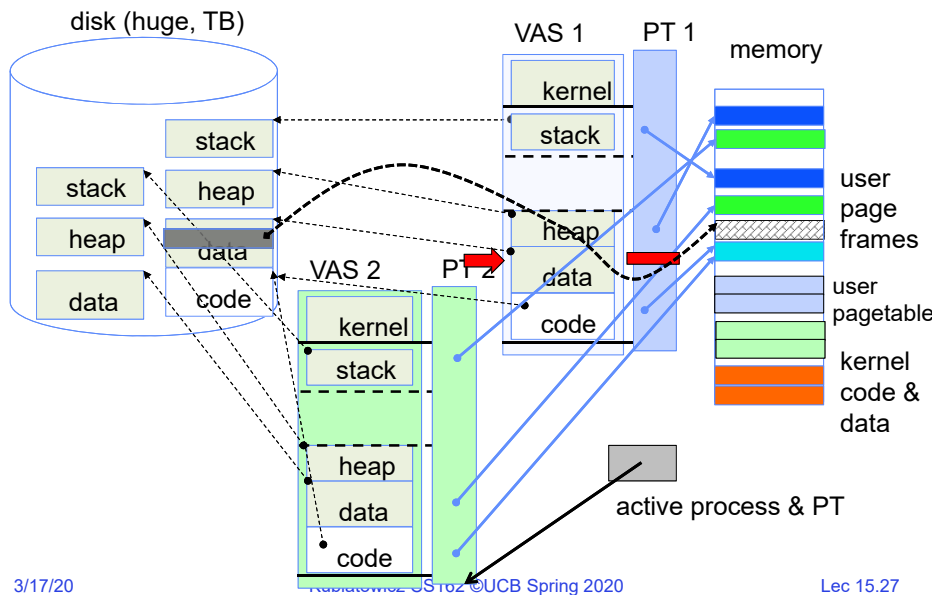 disk (huge, TB)
VAS 1
PT 1
memory
kernel
stack
stack
stack
heap
heap
data
heap
data
data
code
code
VAS 2
PT 2
kernel
stack
heap
data
code
user
page
frames
user
pagetable
kernel
code &
data
active process & PT
3/17/20
Kubiatowicz CS162 ©UCB Spring 2020
Lec 15.27